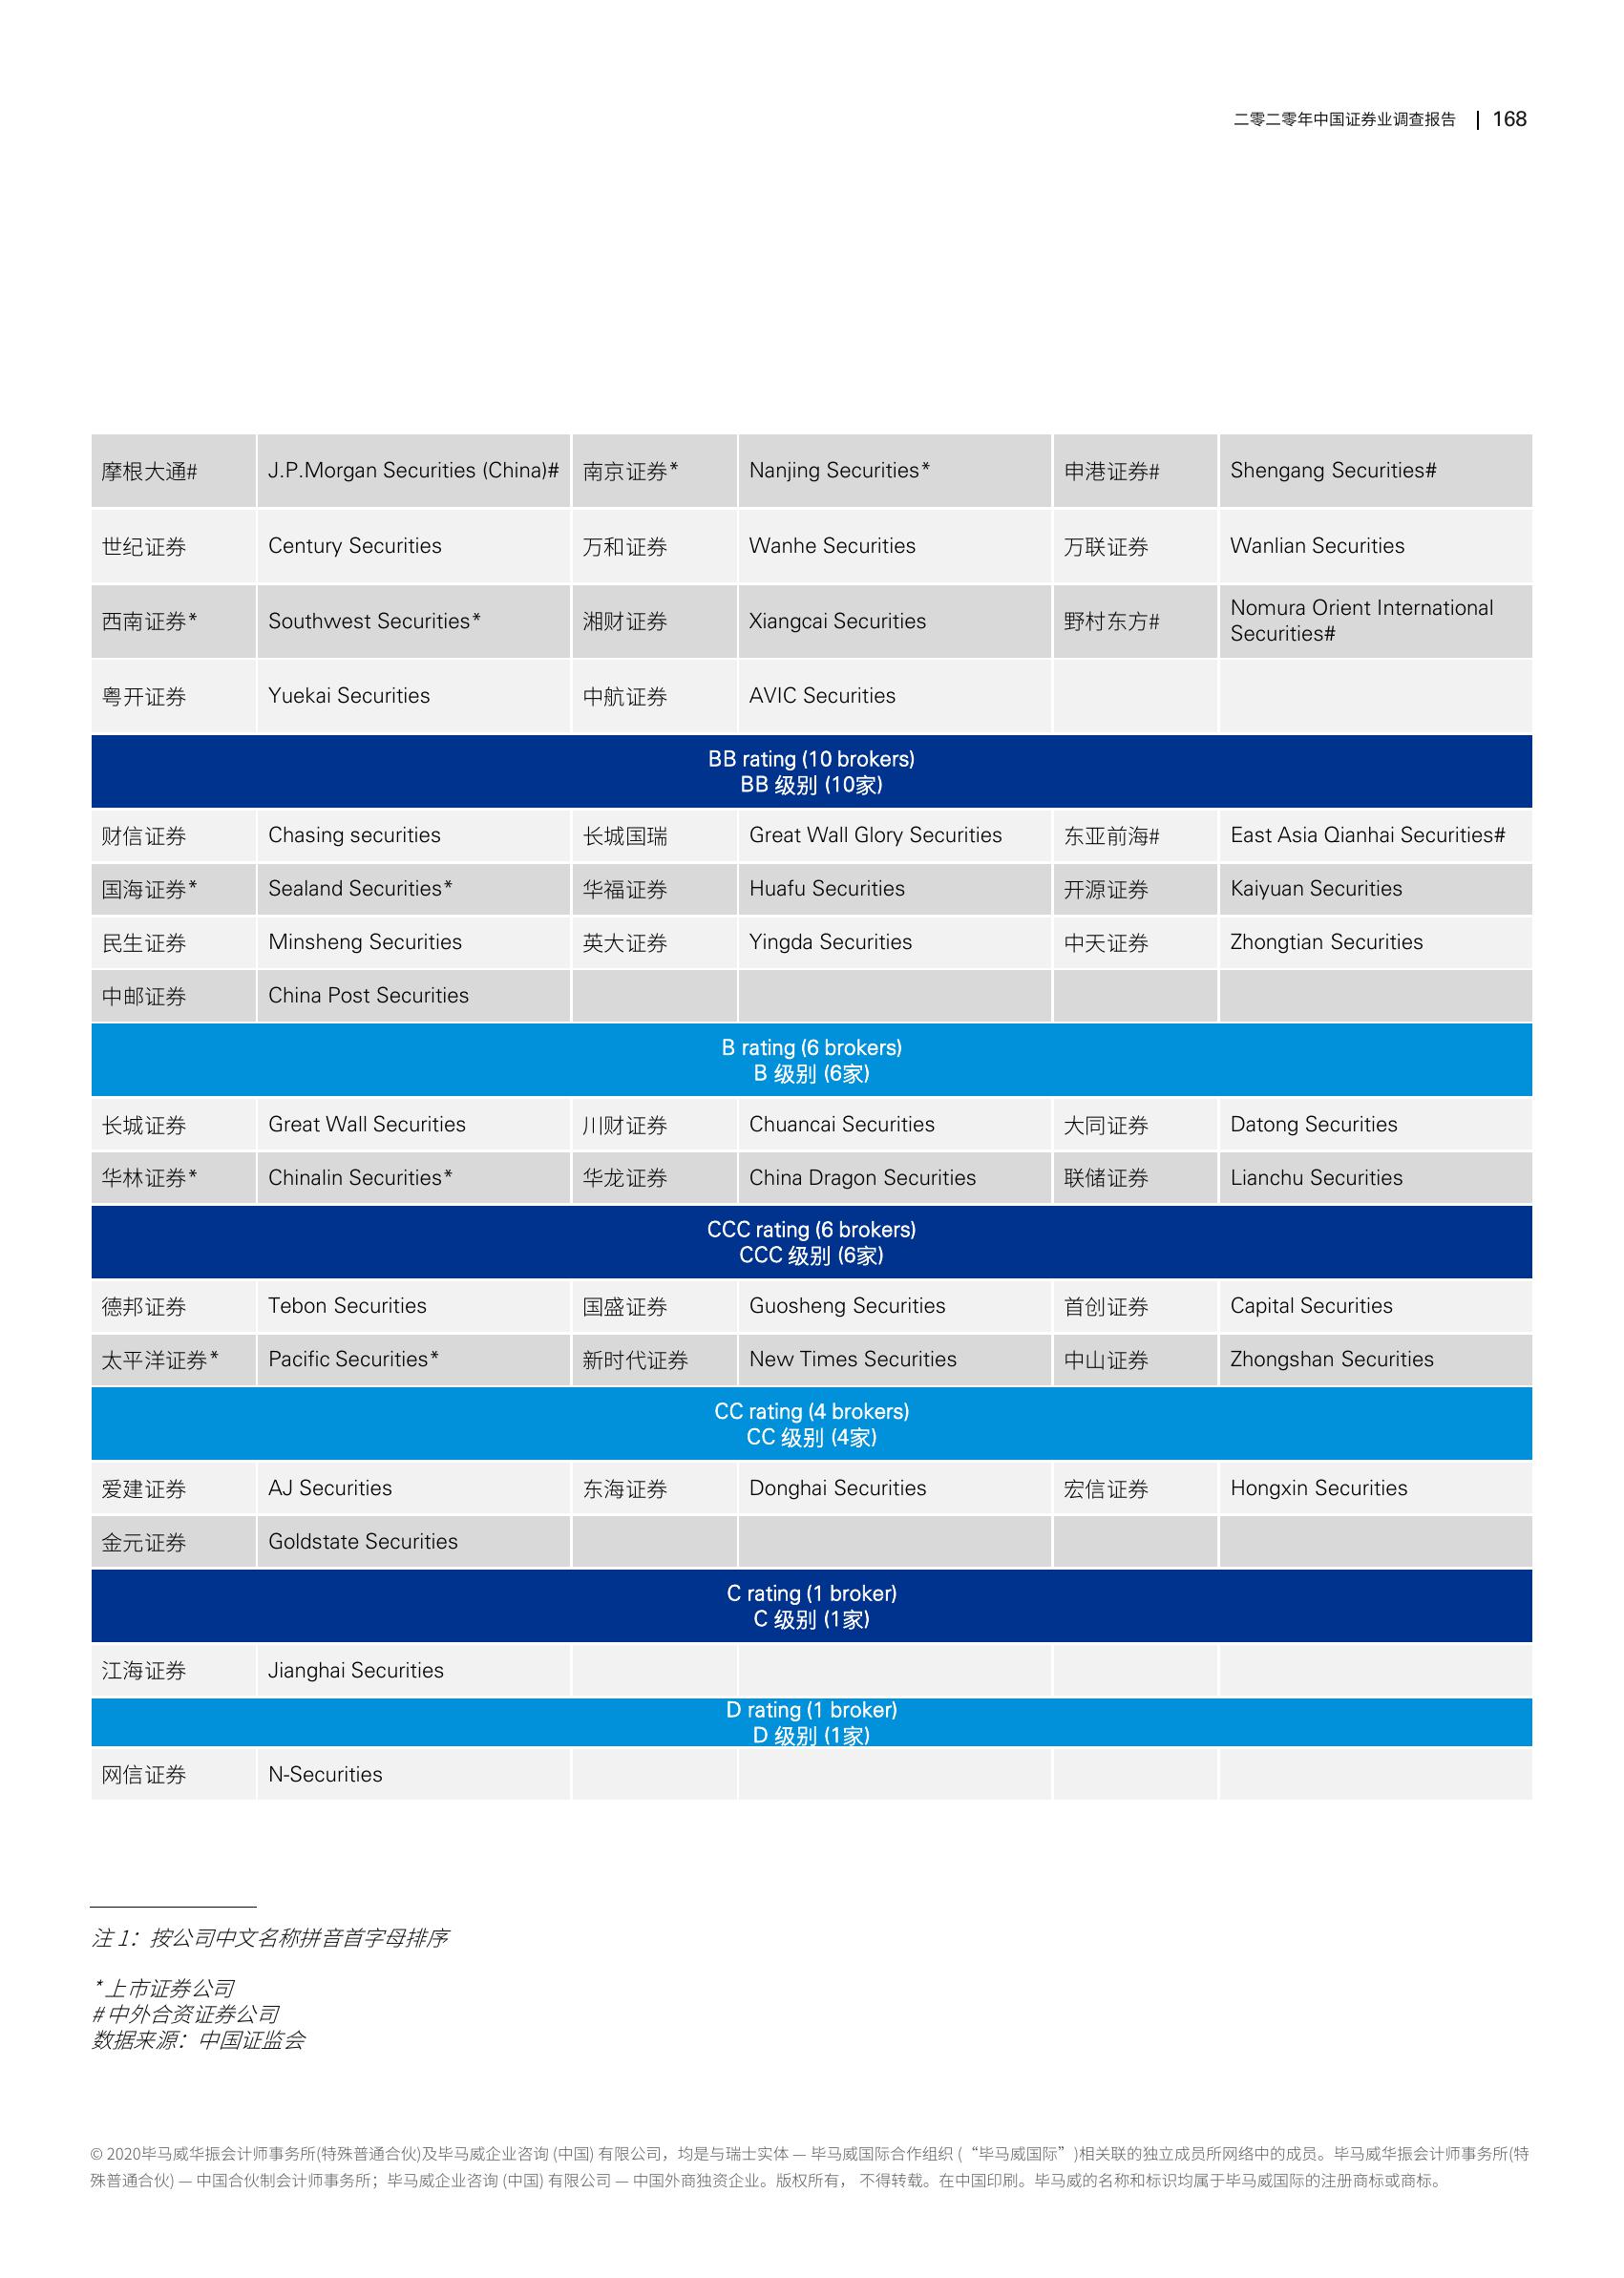 二零二零年中国证券业调查报告 | 168
摩根大通# J.P.Morgan Securities (China)# 南京证券* Nanjing Securities* 申港证券# Shengang Securities#
世纪证券 Century Securities 万和证券 Wanhe Securities 万联证券 Wanlian Securities
西南证券* Southwest Securities* 湘财证券 Xiangcai Securities 野村东方# Nomura Orient International
Securities#
粤开证券 Yuekai Securities 中航证券 AVIC Securities
BB rating (10 brokers)
BB 级别 (10家)
财信证券 Chasing securities 长城国瑞 Great Wall Glory Securities 东亚前海# East Asia Qianhai Securities#
国海证券* Sealand Securities* 华福证券 Huafu Securities 开源证券 Kaiyuan Securities
民生证券 Minsheng Securities 英大证券 Yingda Securities 中天证券 Zhongtian Securities
中邮证券 China Post Securities
B rating (6 brokers)
B 级别 (6家)
长城证券 Great Wall Securities 川财证券 Chuancai Securities 大同证券 Datong Securities
华林证券* Chinalin Securities* 华龙证券 China Dragon Securities 联储证券 Lianchu Securities
CCC rating (6 brokers)
CCC 级别 (6家)
德邦证券 Tebon Securities 国盛证券 Guosheng Securities 首创证券 Capital Securities
太平洋证券* Pacific Securities* 新时代证券 New Times Securities 中山证券 Zhongshan Securities
CC rating (4 brokers)
CC 级别 (4家)
爱建证券 AJ Securities 东海证券 Donghai Securities 宏信证券 Hongxin Securities
金元证券 Goldstate Securities
C rating (1 broker)
C 级别 (1家)
江海证券 Jianghai Securities
D rating (1 broker)
D 级别 (1家)
网信证券 N-Securities
注 1：按公司中文名称拼音首字母排序
*上市证券公司
#中外合资证券公司
数据来源：中国证监会
© 2020毕马威华振会计师事务所(特殊普通合伙)及毕马威企业咨询 (中国) 有限公司，均是与瑞士实体 — 毕马威国际合作组织 (“毕马威国际”)相关联的独立成员所网络中的成员。毕马威华振会计师事务所(特
殊普通合伙) — 中国合伙制会计师事务所；毕马威企业咨询 (中国) 有限公司 — 中国外商独资企业。版权所有， 不得转载。在中国印刷。毕马威的名称和标识均属于毕马威国际的注册商标或商标。